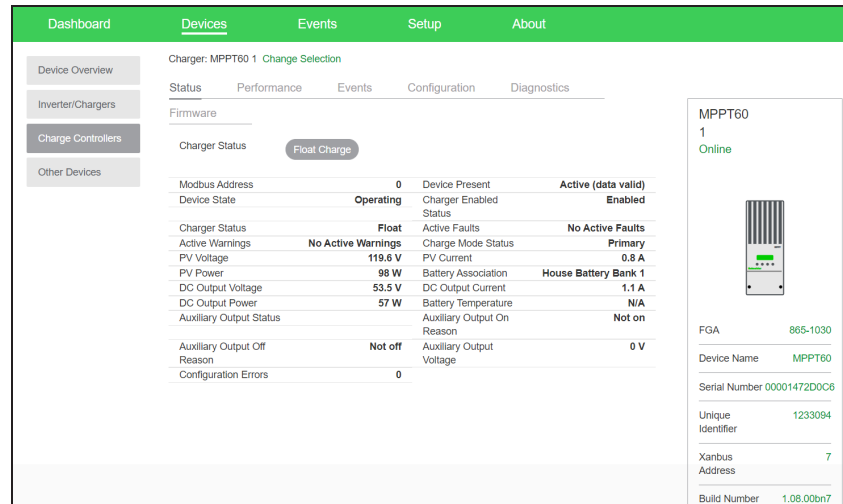 Dashboard Devices Events Setup About
Device Overview
Inverter/Chargers
Charge Controllers
Other Devices
Charger: MPPT60 1 Change Selection
Status Performance Events Configuration Diagnostics
Firmware
Charger Status Float Charge
Modbus Address 0 Device Present Active (data valid)
Device State Operating Charger Enabled Enabled
Status
Charger Status Float Active Faults No Active Faults
Active Warnings No Active Warnings Charge Mode Status Primary
PV Voltage 119.6 V PV Current 0.8 A
PV Power 98 W Battery Association House Battery Bank 1
DC Output Voltage 53.5 V DC Output Current 1.1 A
DC Output Power 57 W Battery Temperature N/A
Auxiliary Output Status Auxiliary Output On Not on
Reason
Auxiliary Output Off Not off Auxiliary Output 0 V
Reason Voltage
Configuration Errors 0
MPPT60
1
Online
FGA 865-1030
Device Name MPPT60
Serial Number 00001472D0C6
Unique 1233094
Identifier
Xanbus 7
Address
Build Number 1.08.00bn7